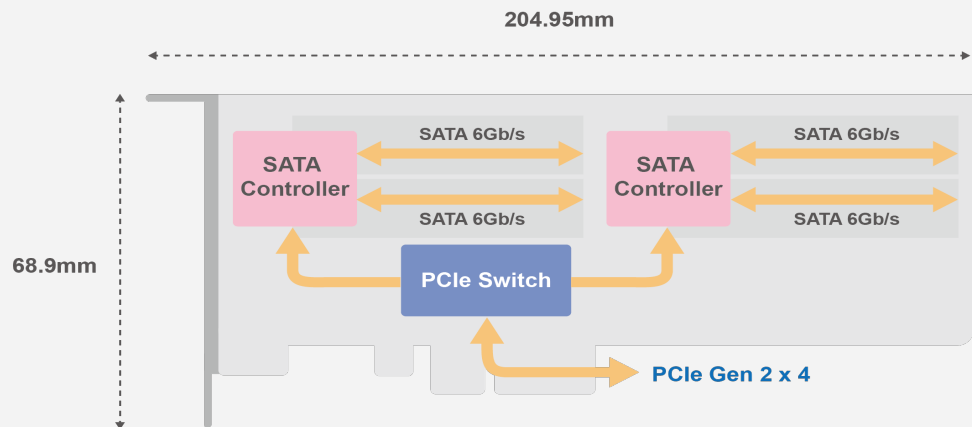 204.95mm
SATA 6Gb/s
SATA 6Gb/s
SATA
Controller
SATA
Controller
SATA 6Gb/s
SATA 6Gb/s
68.9mm
PCIe Switch
PCIe Gen 2 x 4